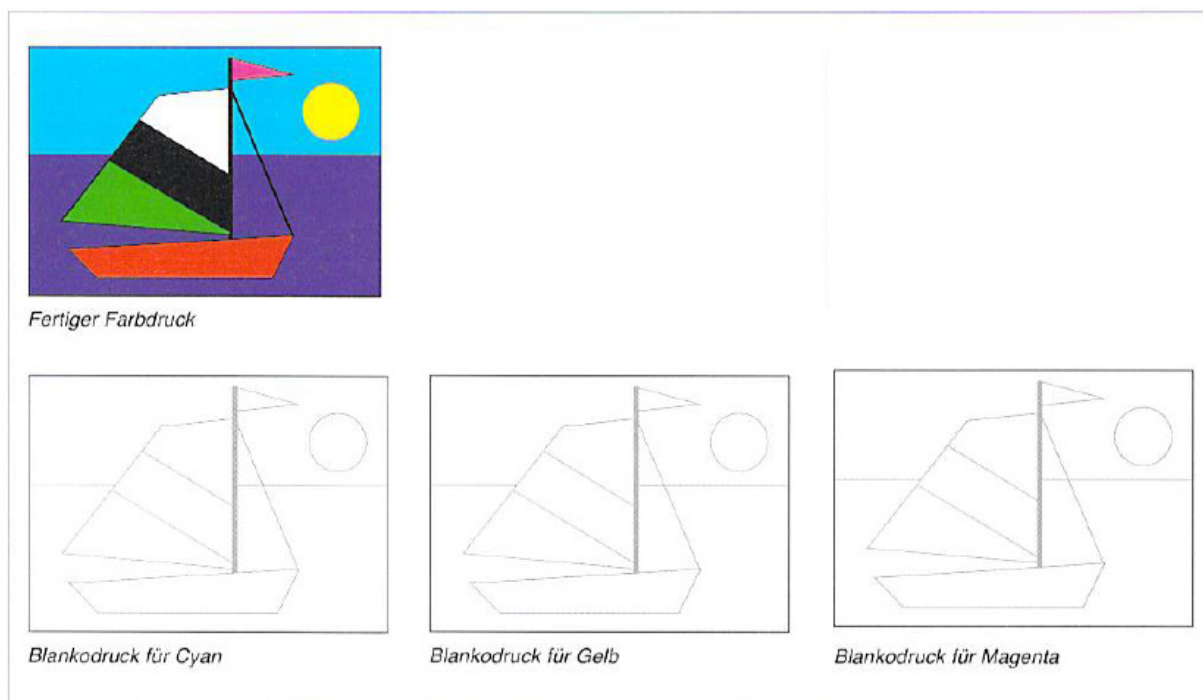 Fertiger Farbdruck
Blankodruck für Cyan
Blankodruck für Gelb
Blankodruck für Magenta